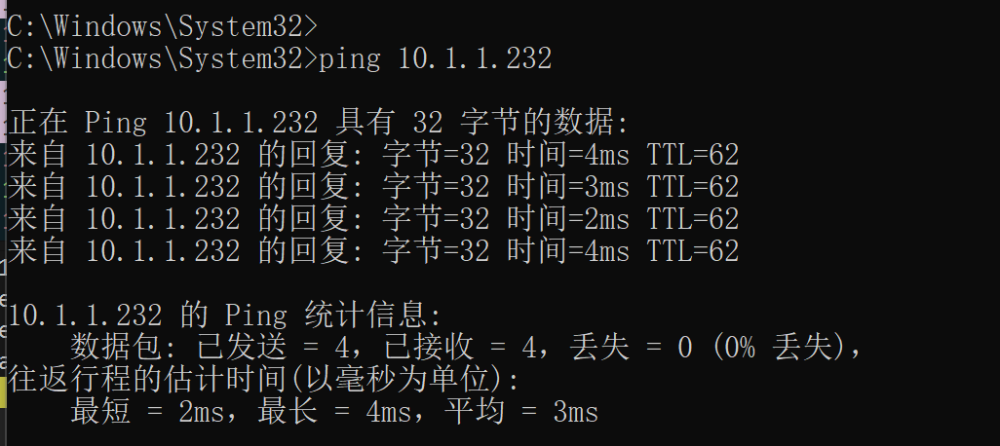 C:\Windows\System32>
C:\Windows\System32>ping 10.1.1.232
正在 Ping 10.1.1.232 具有 32 字节的数据:
来自 10.1.1.232 的回复: 字节=32 时间=4ms TTL=62
来自 10.1.1.232 的回复: 字节=32 时间=3ms TTL=62
来自 10.1.1.232 的回复: 字节=32 时间=2ms TTL=62
来自 10.1.1.232 的回复: 字节=32 时间=4ms TTL=62
10.1.1.232 的 Ping 统计信息:
数据包: 已发送 = 4，已接收 = 4，丢失 = 0 (0% 丢失)，
往返行程的估计时间(以毫秒为单位):
最短 = 2ms，最长 = 4ms，平均 = 3ms